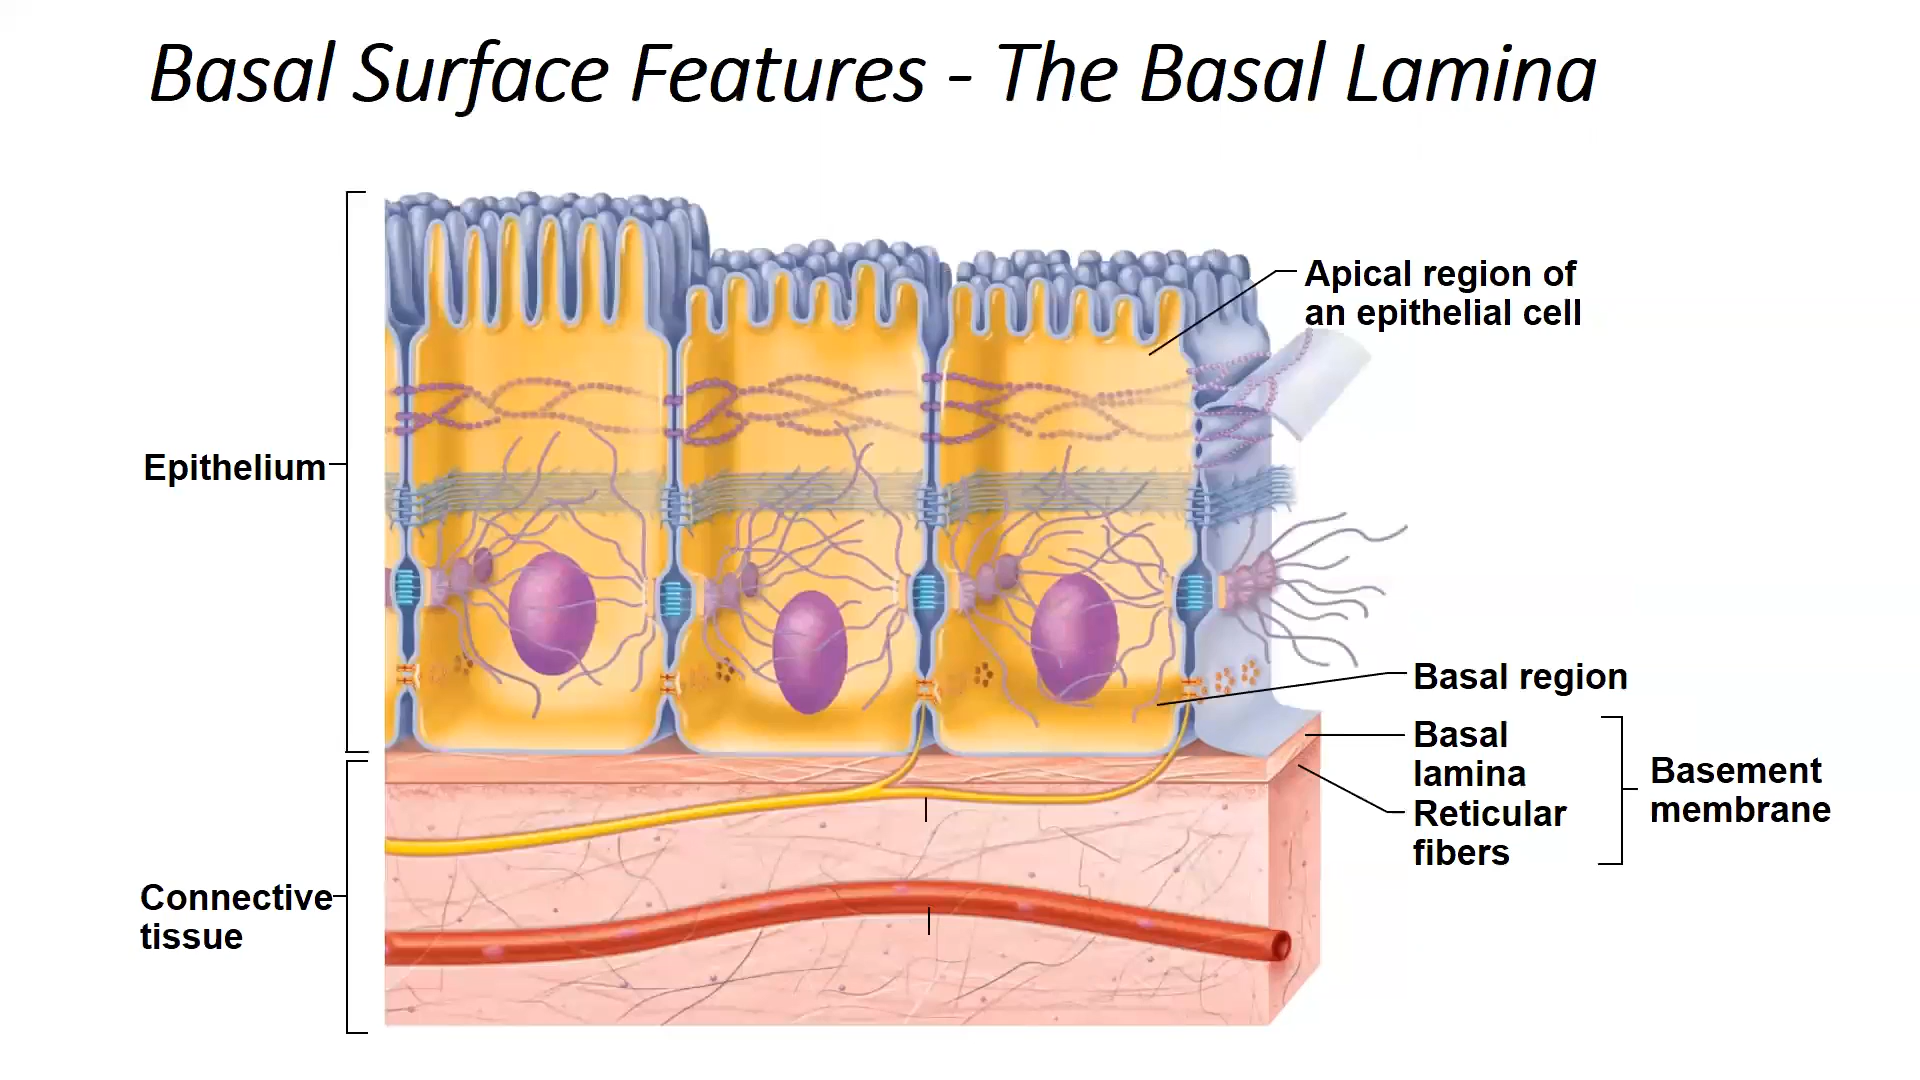 Basal Surface Features - The Basal Lamina
Apical region of
an epithelial cell
Epithelium
Basal region
Basal
lamina
Reticular
fibers
Basement
membrane
Connective
tissue